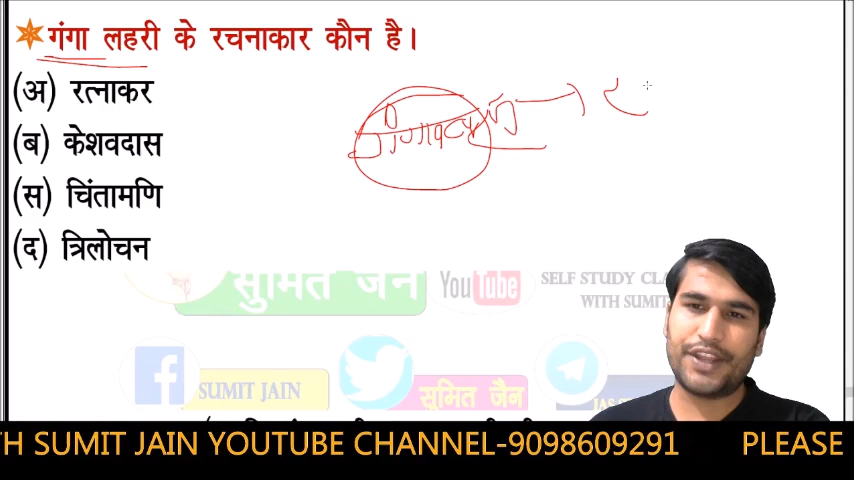 गंगा लहरी के रचनाकार कौन है।
(अ) रत्नाकर
(ब) केशवदास
(स) चिंतामणि
(द) त्रिलोचन
सुमित जैन
YouTube
SELF STUDY CLA
WITH SUMIT
SUMIT JAIN
सुमित जैन
TH SUMIT JAIN YOUTUBE CHANNEL-9098609291 PLEASE